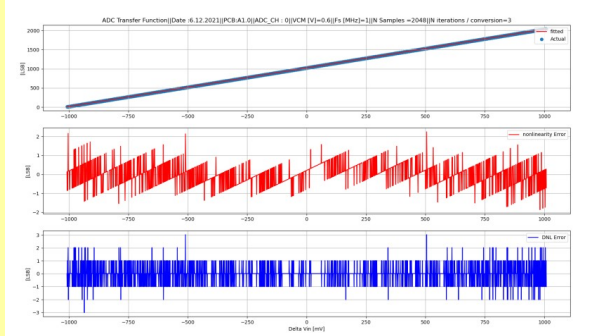 ADC Transfer Function||Date :6.12.2021||PCB:A1.0||ADC_CH : 0||VCM [V]=0.6||Fs [MHz]=1||N Samples =2048||N iterations / conversion=3
2000
1500
1000
500
0
[LSB]
fitted
Actual
−1000 −750 −500 −250 0 250 500 750 1000
2
1
0
−1
−2
[LSB]
nonlinearity Error
−1000 −750 −500 −250 0 250 500 750 1000
3
2
1
0
−1
−2
−3
[LSB]
DNL Error
−1000 −750 −500 −250 0 250 500 750 1000
Delta Vin [mV]